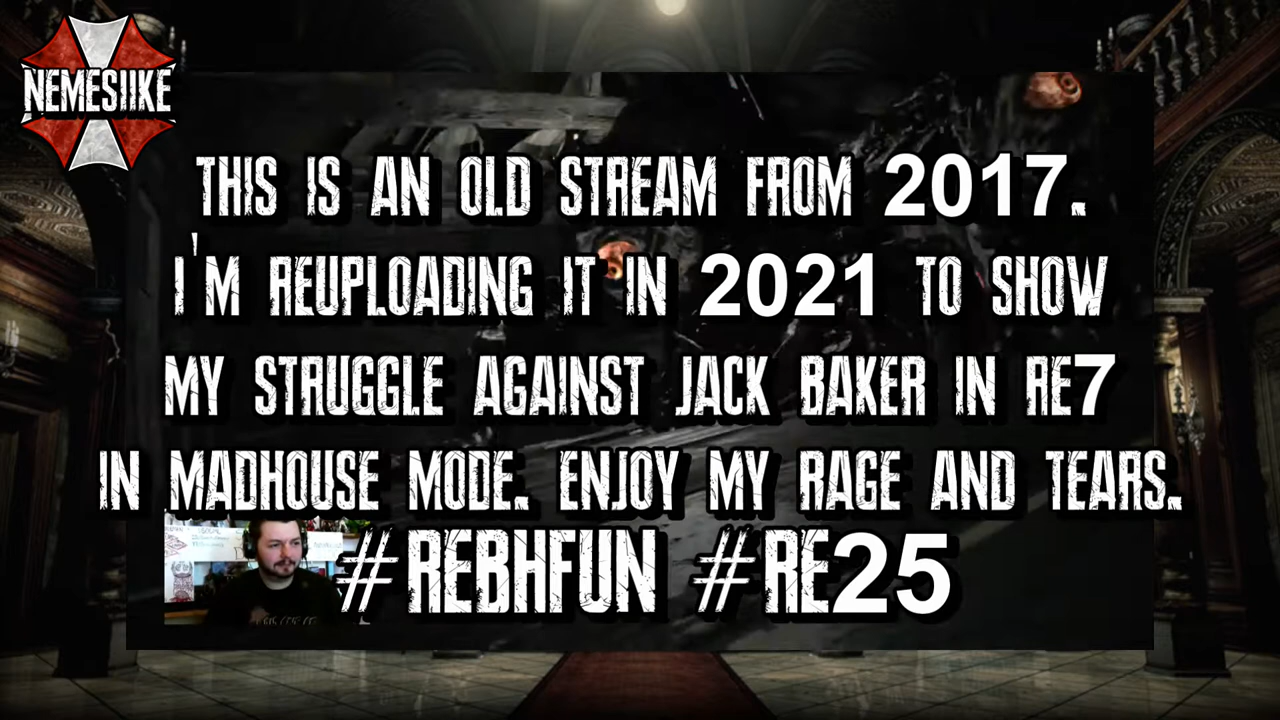 NEMESIIKE
THIS IS AN OLD STREAM FROM 2017.
I'M REUPLOADING IT IN 2021 TO SHOW
MY STRUGGLE AGAINST JACK BAKER IN RE7
IN MADHOUSE MODE. ENJOY MY RAGE AND TEARS.
#REBHFUN #RE25